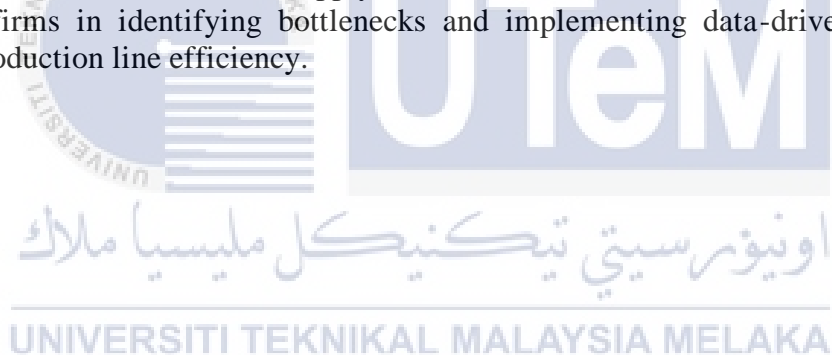 firms in identifying bottlenecks and implementing data-drive
oduction line efficiency.
UTeM
UNIVERSITI
اونيۏرسيتي تيكنيكل مليسيا ملاك
UNIVERSITI TEKNIKAL MALAYSIA MELAKA